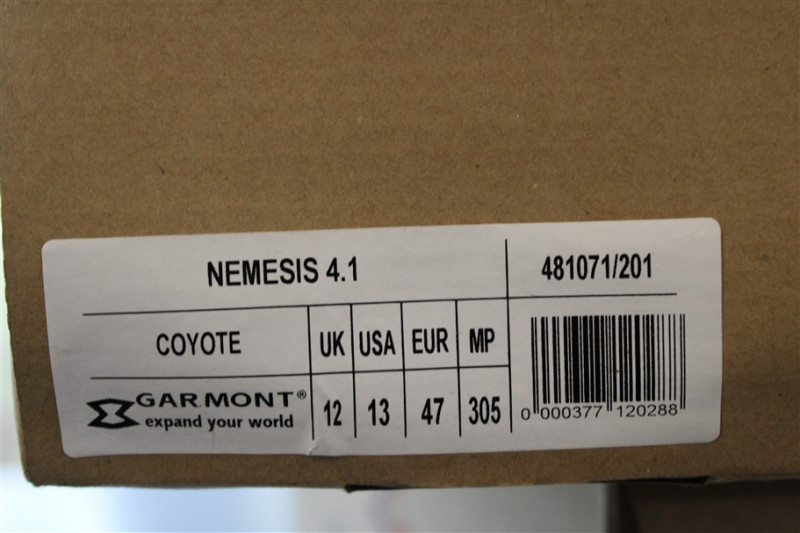 NEMESIS 4.1
481071/201
COYOTE UK USA EUR MP
GARMONT®
expand your world
12 13 47 305
0 000377 120288